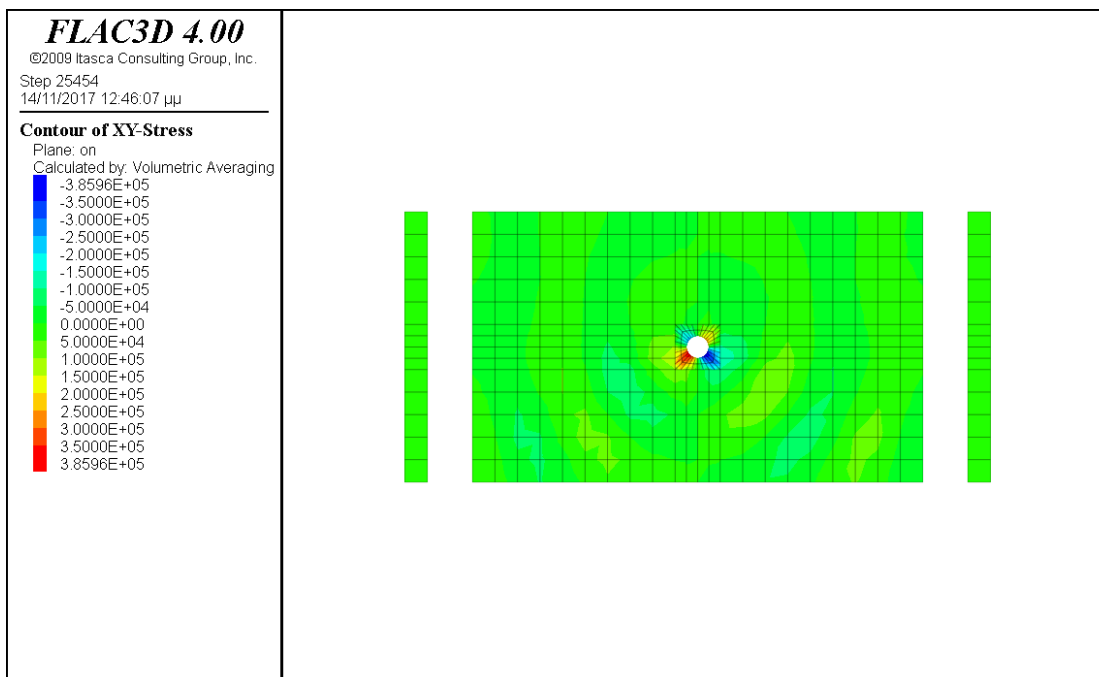 FLAC3D 4.00
©2009 Itasca Consulting Group, Inc.
Step 25454
14/11/2017 12:46:07 μμ
Contour of XY-Stress
Plane: on
Calculated by: Volumetric Averaging
-3.8596E+05
-3.5000E+05
-3.0000E+05
-2.5000E+05
-2.0000E+05
-1.5000E+05
-1.0000E+05
-5.0000E+04
0.0000E+00
5.0000E+04
1.0000E+05
1.5000E+05
2.0000E+05
2.5000E+05
3.0000E+05
3.5000E+05
3.8596E+05